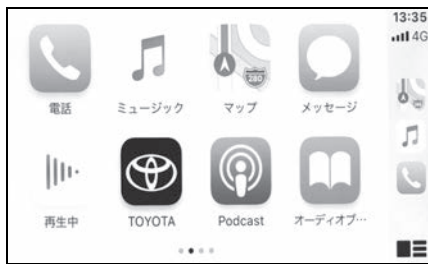 13:35
4G
280
電話
ミュージック
マップ
メッセージ
再生中
TOYOTA
Podcast
オーディオブ…